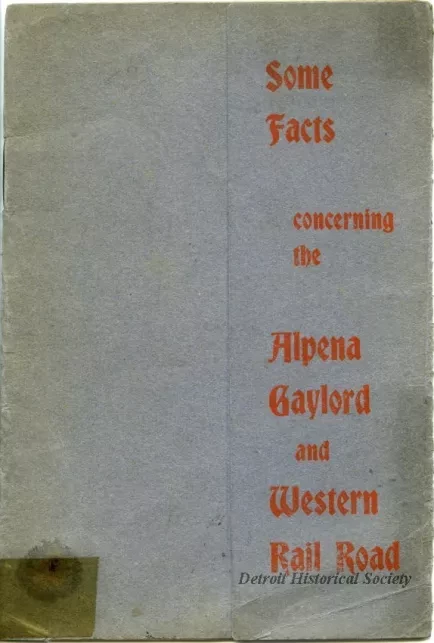 Some
Facts
concerning
the
Alpena
Gaylord
and
Western
Rail Road
Detroit Historical Society